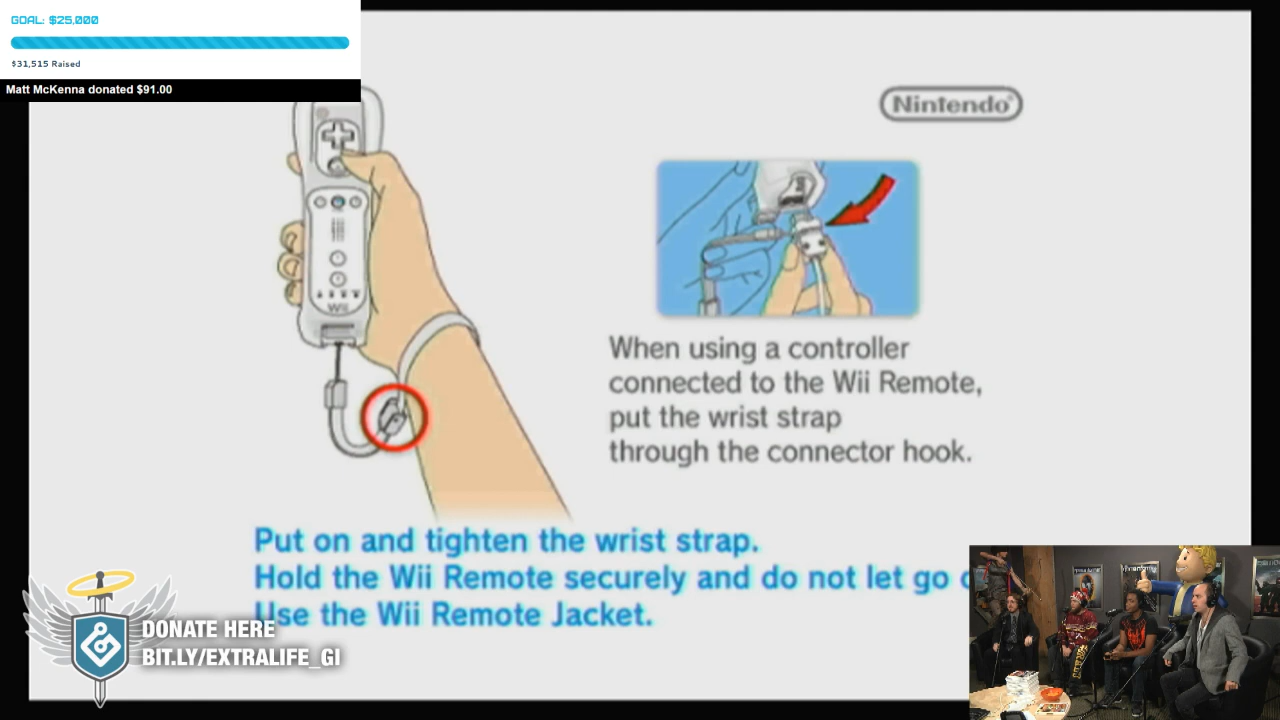 GOAL: $25,000
$31,515 Raised
Matt McKenna donated $91.00
Nintendo®
Wii
When using a controller
connected to the Wii Remote,
put the wrist strap
through the connector hook.
Put on and tighten the wrist strap.
Hold the Wii Remote securely and do not let go
Use the Wii Remote Jacket.
DONATE HERE
BIT.LY/EXTRALIFE_GI